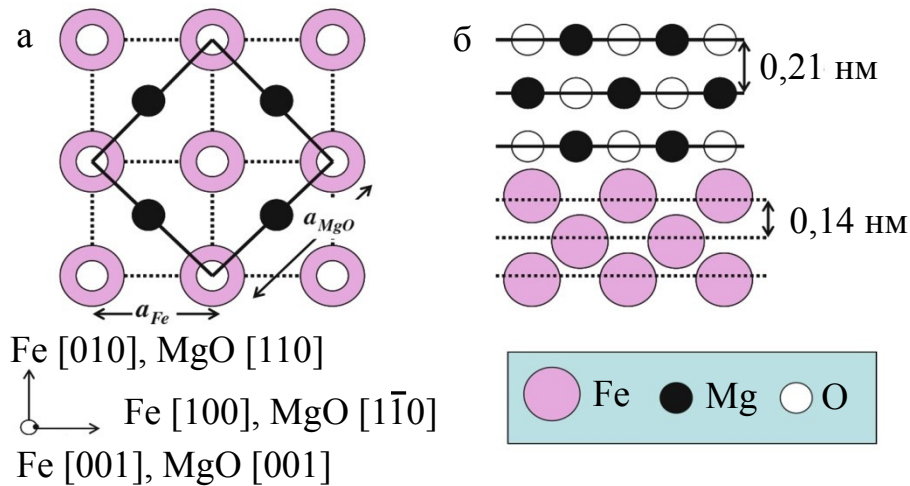 а
б
0,21 нм
0,14 нм
a_MgO
a_Fe
Fe [010], MgO [110]
Fe [100], MgO [11̄0]
Fe [001], MgO [001]
Fe
Mg
O